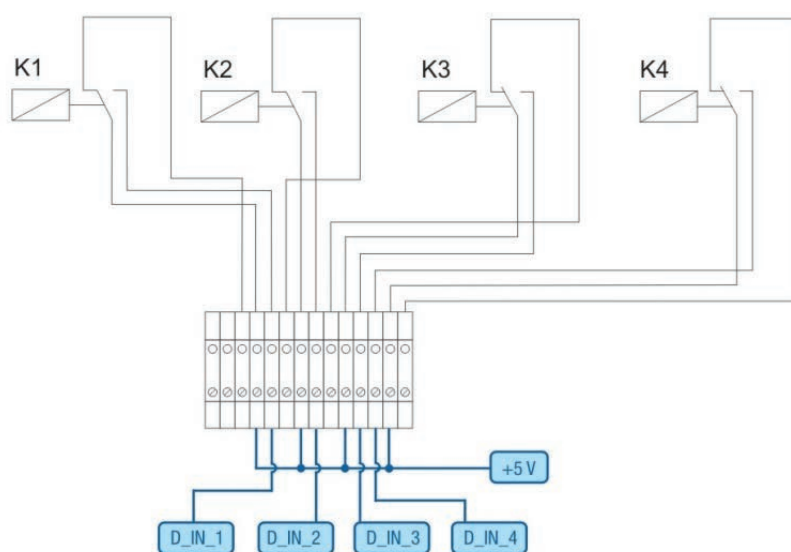 K1
K2
K3
K4
+5 V
D_IN_1
D_IN_2
D_IN_3
D_IN_4